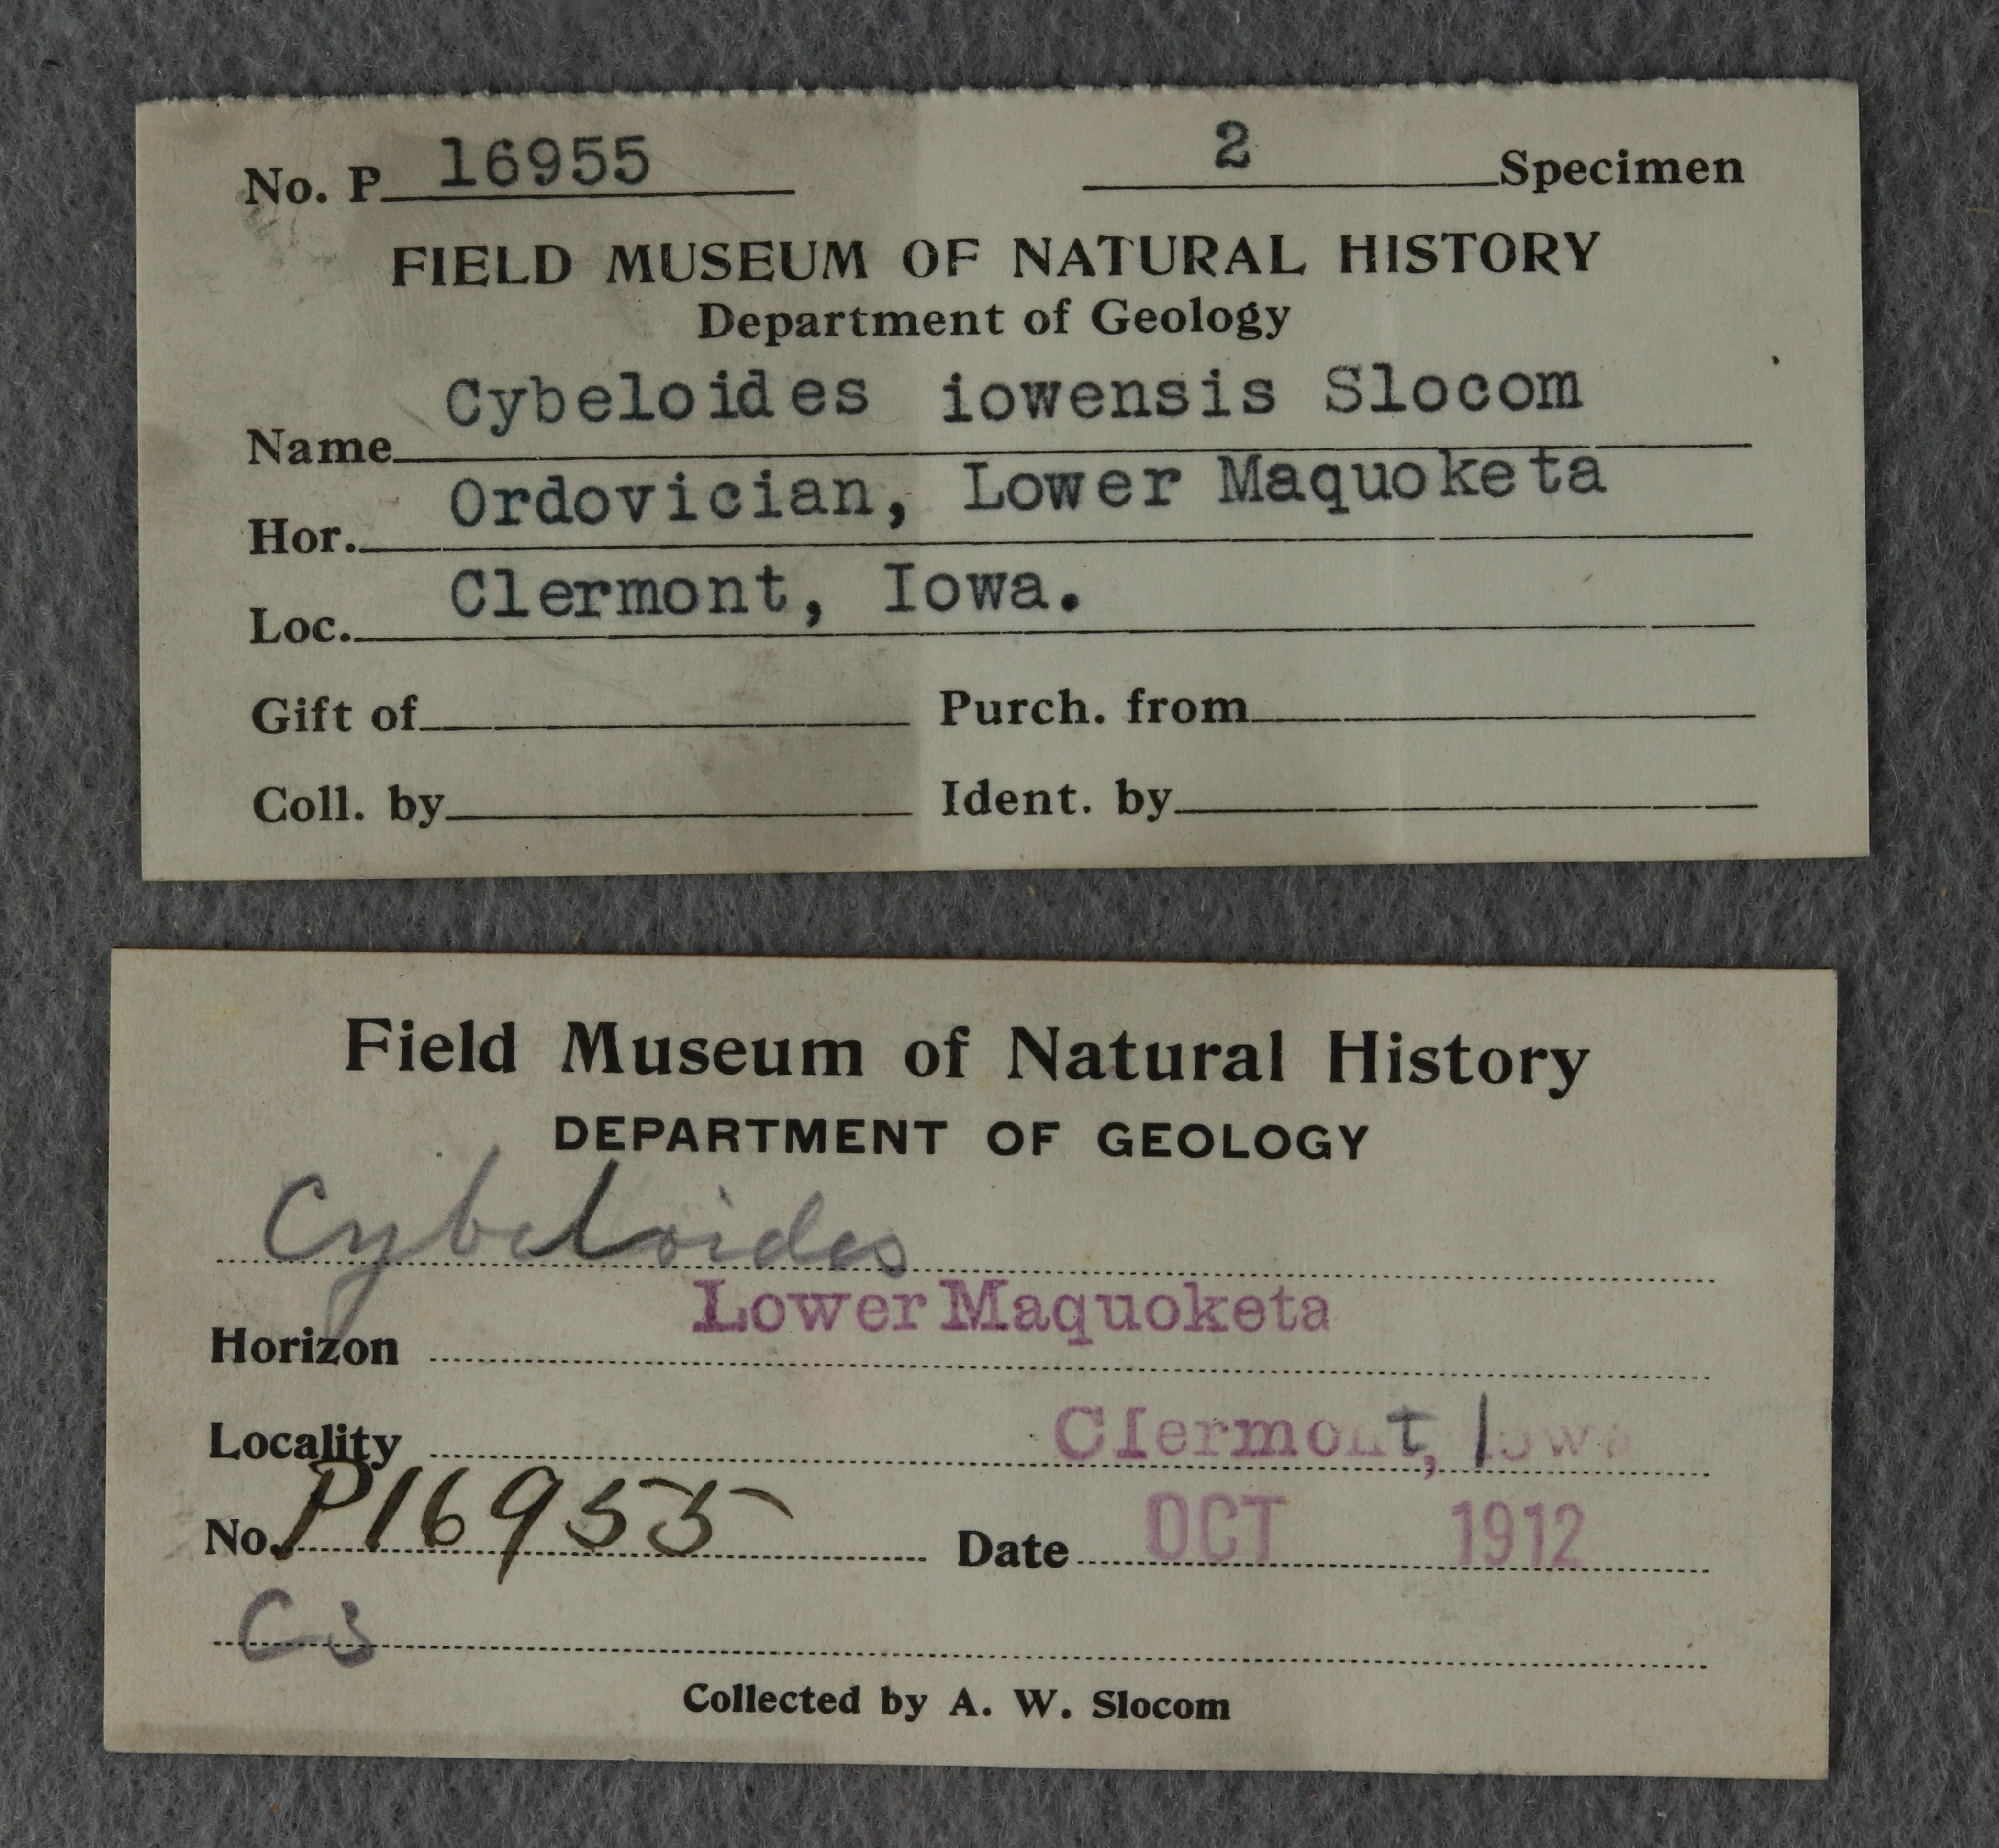 No. P 16955 2 Specimen
FIELD MUSEUM OF NATURAL HISTORY
Department of Geology
Name Cybeloides iowensis Slocom
Hor. Ordovician, Lower Maquoketa
Loc. Clermont, Iowa.
Gift of Purch. from
Coll. by Ident. by
Field Museum of Natural History
DEPARTMENT OF GEOLOGY
Cybeloides
Horizon Lower Maquoketa
Locality Clermont, Iowa
No. P16955 Date OCT 1912
C3
Collected by A. W. Slocom